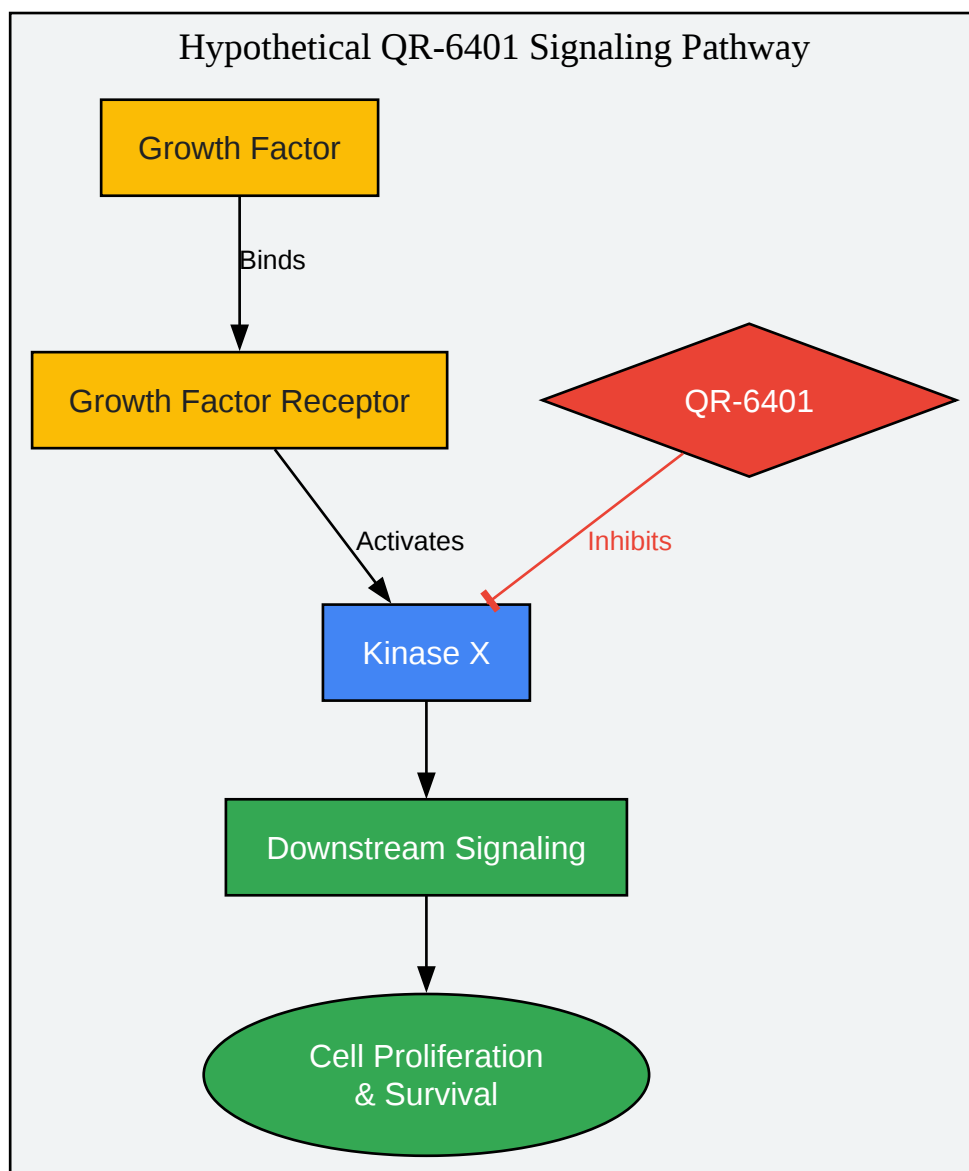 Hypothetical QR-6401 Signaling Pathway
Growth Factor
Binds
Growth Factor Receptor
QR-6401
Activates
Inhibits
Kinase X
Downstream Signaling
Cell Proliferation
& Survival